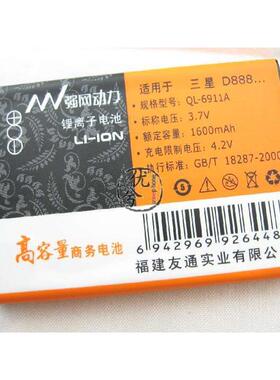 强网动力
锂离子电池
LI-ION
适用于 三星 D888...
规格型号: QL-6911A
标称电压: 3.7V
额定容量: 1600mAh
充电限制电压: 4.2V
执行标准: GB/T 18287-2000
高容量商务电池
6 942969 926448
福建友通实业有限公